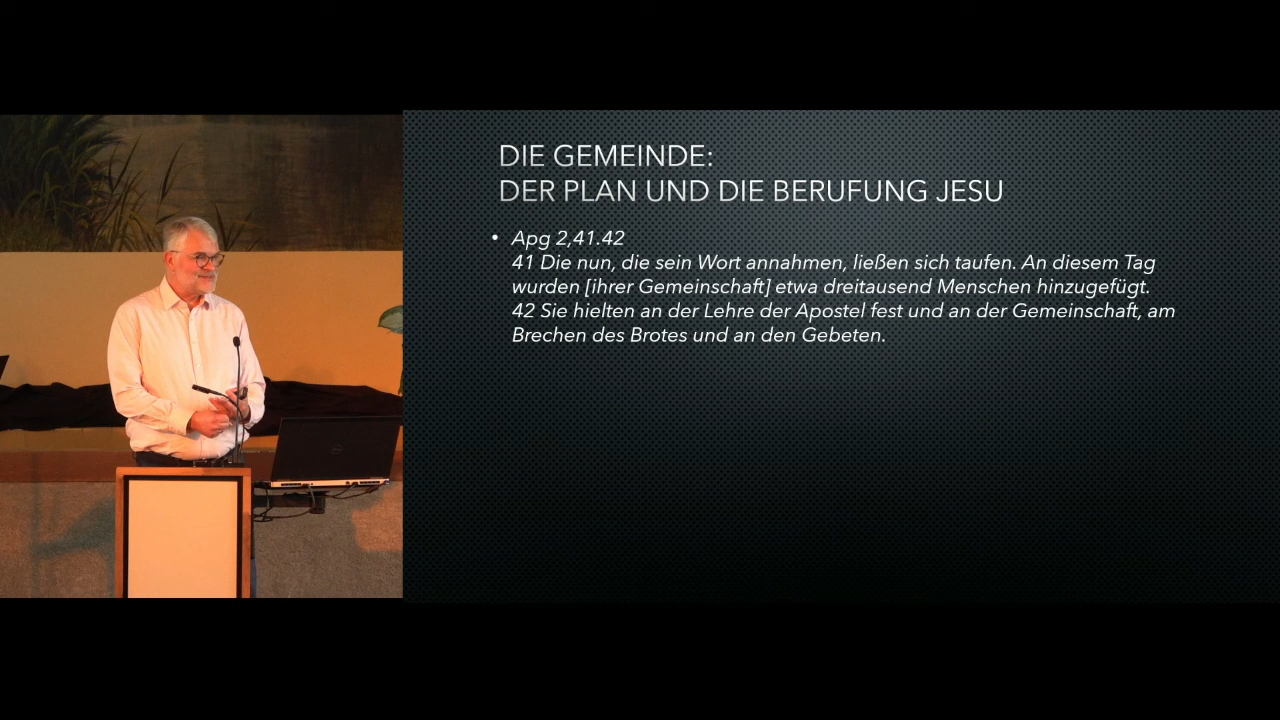 DIE GEMEINDE:
DER PLAN UND DIE BERUFUNG JESU
• Apg 2,41.42
41 Die nun, die sein Wort annahmen, ließen sich taufen. An diesem Tag
wurden [ihrer Gemeinschaft] etwa dreitausend Menschen hinzugefügt.
42 Sie hielten an der Lehre der Apostel fest und an der Gemeinschaft, am
Brechen des Brotes und an den Gebeten.